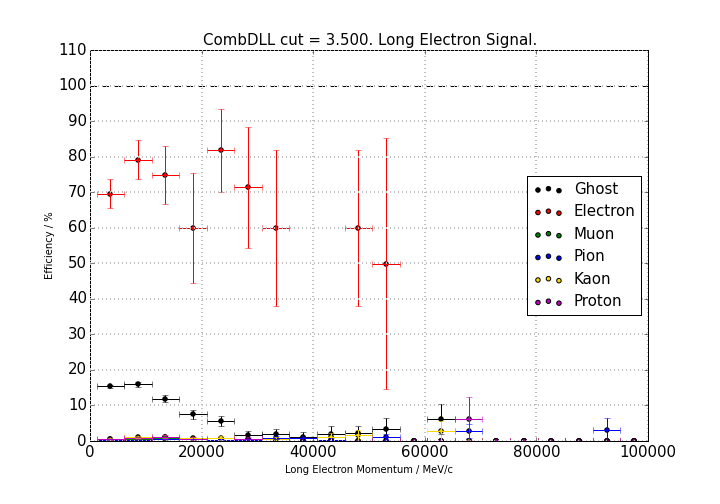 CombDLL cut = 3.500. Long Electron Signal.
110
100
90
80
70
60
50
40
30
20
10
0
Efficiency / %
Ghost
Electron
Muon
Pion
Kaon
Proton
0 20000 40000 60000 80000 100000
Long Electron Momentum / MeV/c